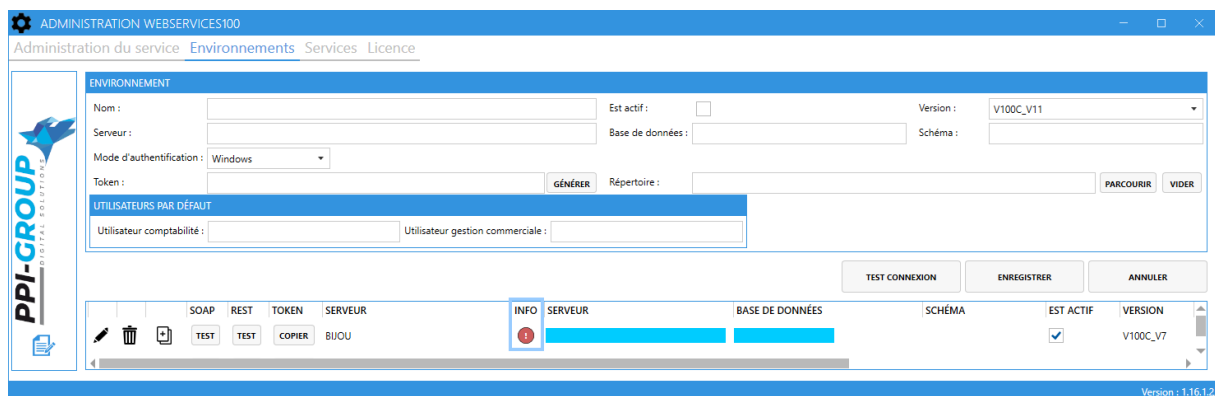 ADMINISTRATION WEBSERVICES100
Administration du service Environnements Services Licence
PPI-GROUP
DIGITAL SOLUTIONS
ENVIRONNEMENT
Nom : Est actif : Version : V100C_V11
Serveur : Base de données : Schéma :
Mode d'authentification : Windows
Token : GÉNÉRER Répertoire : PARCOURIR VIDER
UTILISATEURS PAR DÉFAUT
Utilisateur comptabilité : Utilisateur gestion commerciale :
TEST CONNEXION ENREGISTRER ANNULER
SOAP REST TOKEN SERVEUR INFO SERVEUR BASE DE DONNÉES SCHÉMA EST ACTIF VERSION
TEST TEST COPIER BIJOU V100C_V7
Version : 1.16.1.2